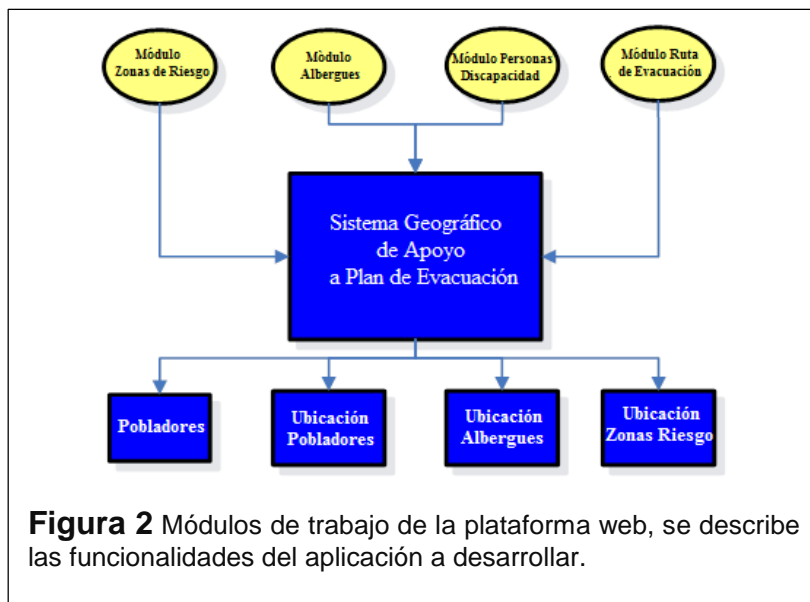 Módulo
Zonas de Riesgo
Mòdulo
Albergues
Módulo Personas
Discapacidad
Módulo Ruta
de Evacuación
Sistema Geográfico
de Apoyo
a Plan de Evacuación
Pobladores
Ubicación
Pobladores
Ubicación
Albergues
Ubicación
Zonas Riesgo
Figura 2 Módulos de trabajo de la plataforma web, se describe
las funcionalidades del aplicación a desarrollar.